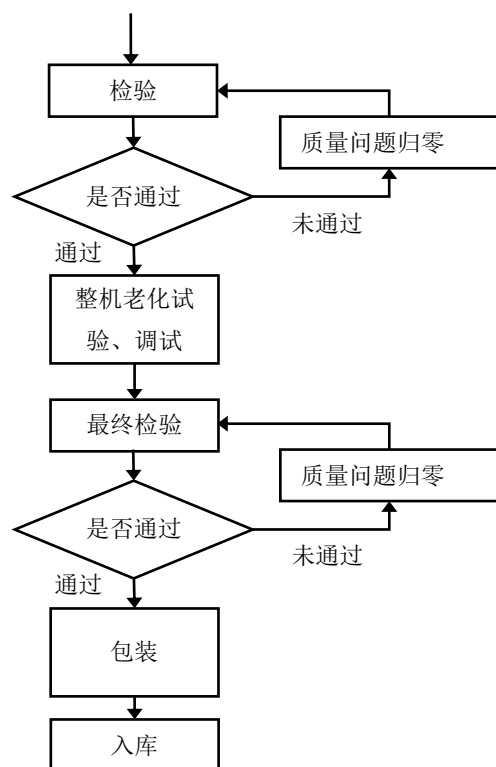 检验
质量问题归零
是否通过
未通过
通过
整机老化试
验、调试
最终检验
质量问题归零
是否通过
未通过
通过
包装
入库